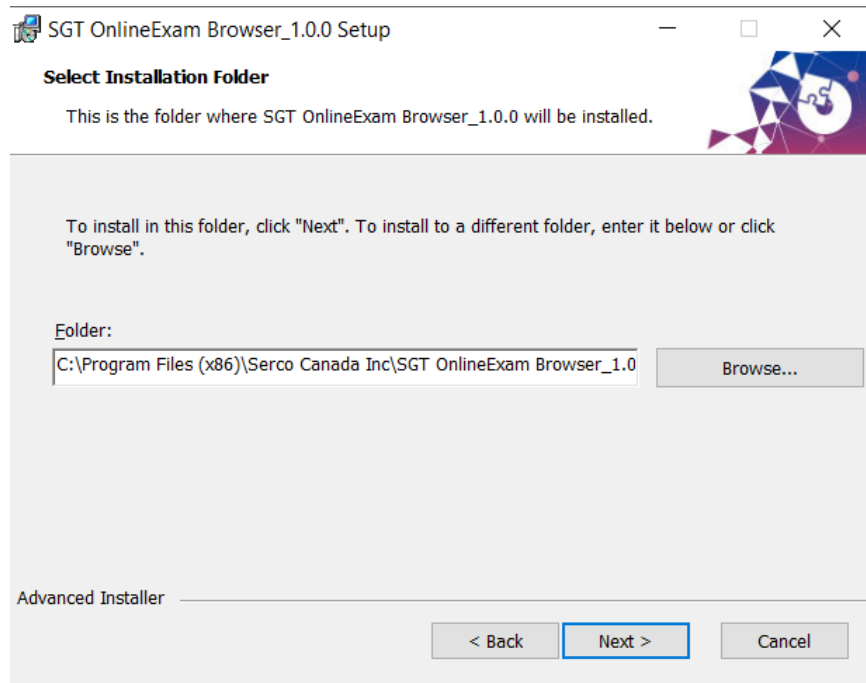 SGT OnlineExam Browser_1.0.0 Setup
Select Installation Folder
This is the folder where SGT OnlineExam Browser_1.0.0 will be installed.
To install in this folder, click "Next". To install to a different folder, enter it below or click
"Browse".
Folder:
C:\Program Files (x86)\Serco Canada Inc\SGT OnlineExam Browser_1.0
Browse...
Advanced Installer
< Back
Next >
Cancel